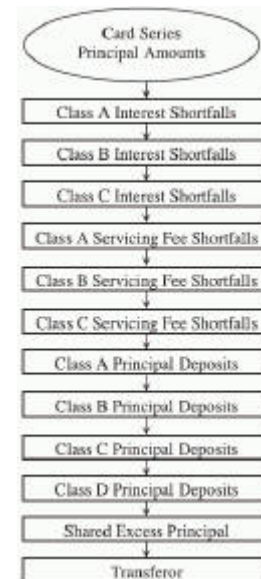 Card Series
Principal Amounts
Class A Interest Shortfalls
Class B Interest Shortfalls
Class C Interest Shortfalls
Class A Servicing Fee Shortfalls
Class B Servicing Fee Shortfalls
Class C Servicing Fee Shortfalls
Class A Principal Deposits
Class B Principal Deposits
Class C Principal Deposits
Class D Principal Deposits
Shared Excess Principal
Transferor